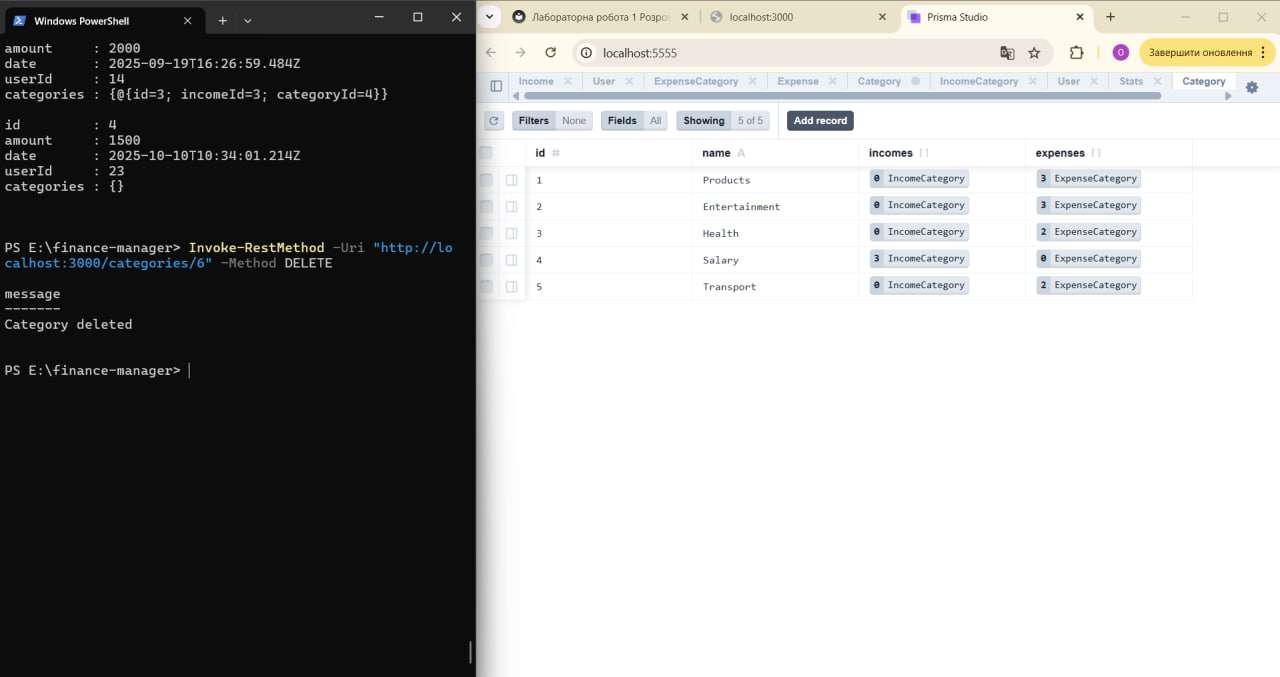 Windows PowerShell
amount     : 2000
date       : 2025-09-19T16:26:59.484Z
userId     : 14
categories : {@{id=3; incomeId=3; categoryId=4}}
id         : 4
amount     : 1500
date       : 2025-10-10T10:34:01.214Z
userId     : 23
categories : {}
PS E:\finance-manager> Invoke-RestMethod -Uri "http://lo
calhost:3000/categories/6" -Method DELETE
message
-------
Category deleted
PS E:\finance-manager>
Лабораторна робота 1 Розро
localhost:3000
Prisma Studio
localhost:5555
О
Завершити оновлення
Income
User
ExpenseCategory
Expense
Category
IncomeCategory
User
Stats
Category
Filters None
Fields All
Showing 5 of 5
Add record
id # name A incomes [] expenses []
1 Products 0 IncomeCategory 3 ExpenseCategory
2 Entertainment 0 IncomeCategory 3 ExpenseCategory
3 Health 0 IncomeCategory 2 ExpenseCategory
4 Salary 3 IncomeCategory 0 ExpenseCategory
5 Transport 0 IncomeCategory 2 ExpenseCategory